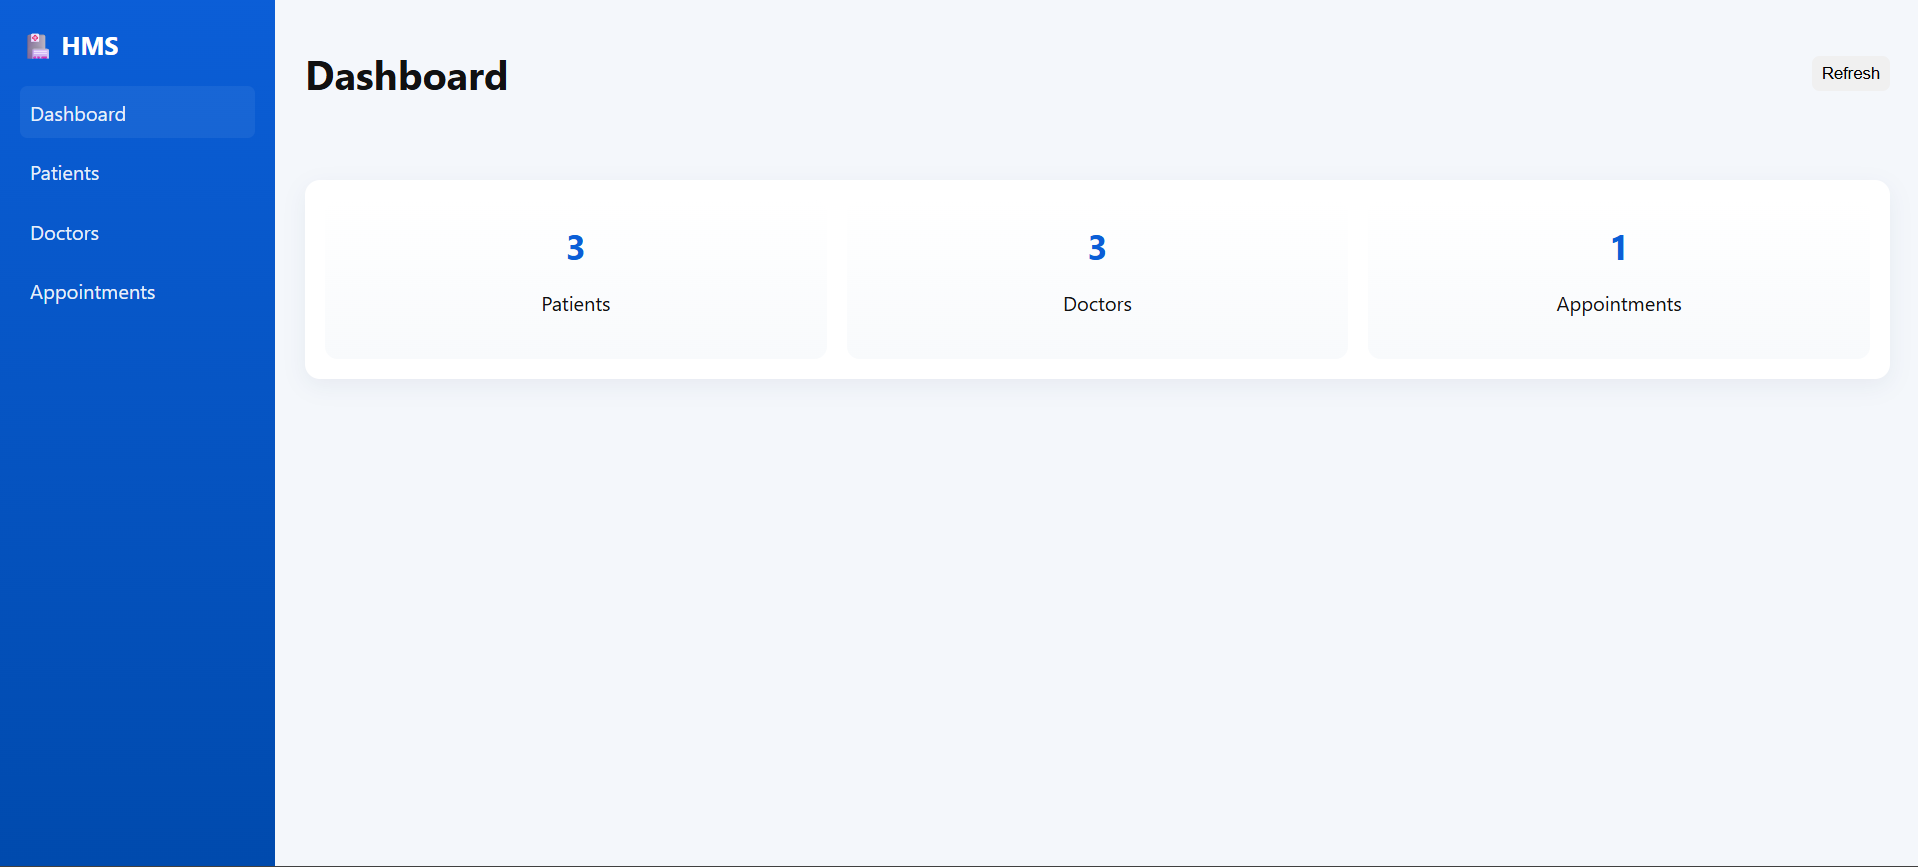 HMS
Dashboard
Patients
Doctors
Appointments
Dashboard
Refresh
3
Patients
3
Doctors
1
Appointments